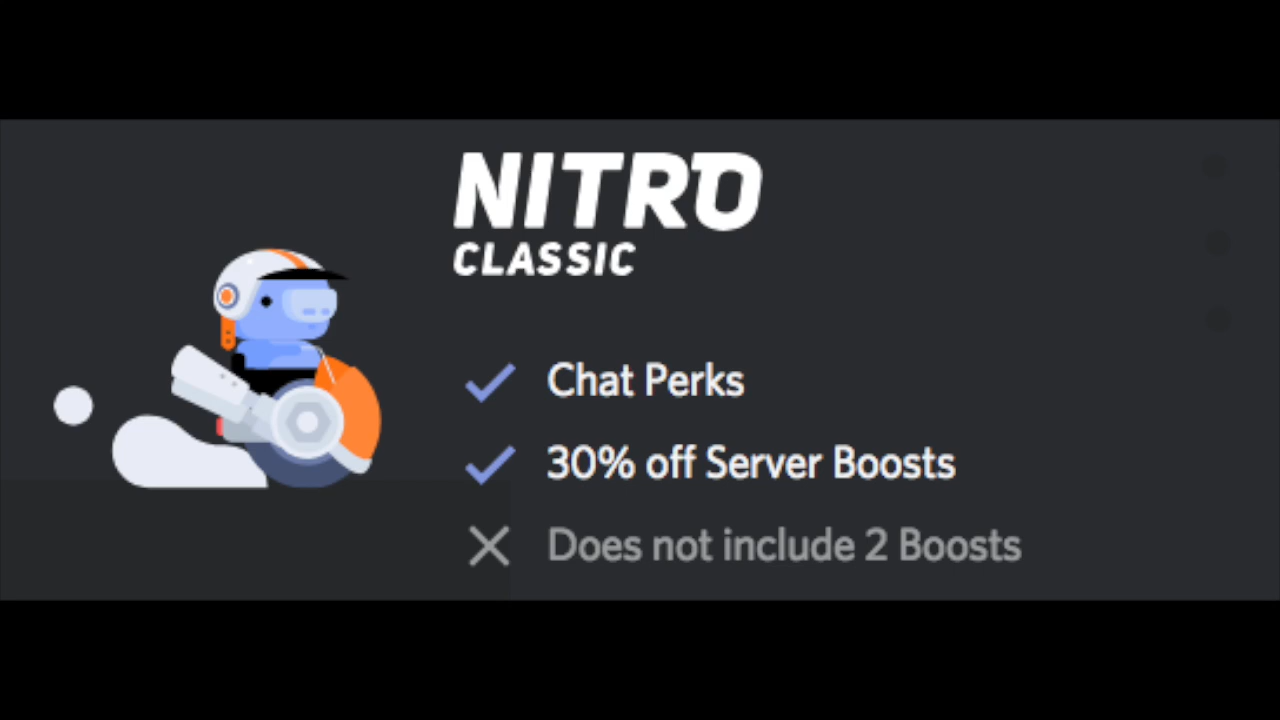 NITRO
CLASSIC
Chat Perks
30% off Server Boosts
Does not include 2 Boosts